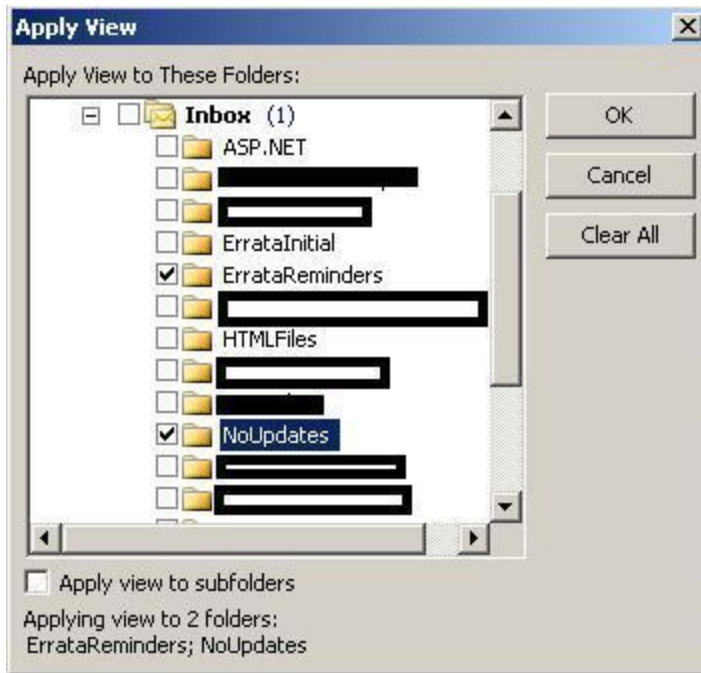 Apply View
Apply View to These Folders:
Inbox (1)
ASP.NET
ErrataInitial
ErrataReminders
HTMLFiles
NoUpdates
OK
Cancel
Clear All
Apply view to subfolders
Applying view to 2 folders:
ErrataReminders; NoUpdates